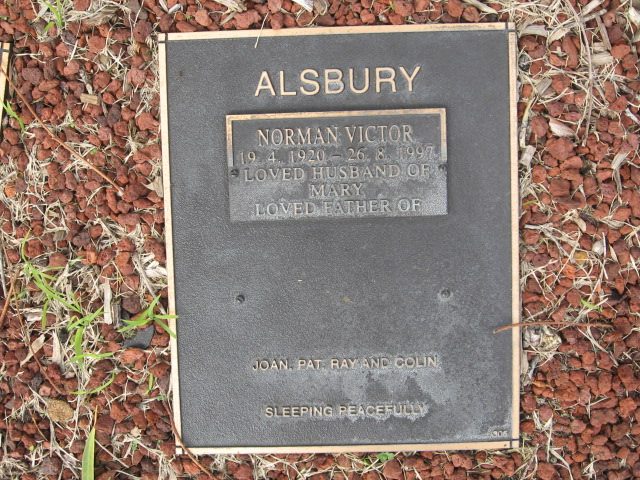 ALSBURY
NORMAN VICTOR
19. 4. 1920 - 26. 8. 1997
LOVED HUSBAND OF
MARY
LOVED FATHER OF
JOAN, PAT, RAY AND COLIN
SLEEPING PEACEFULLY